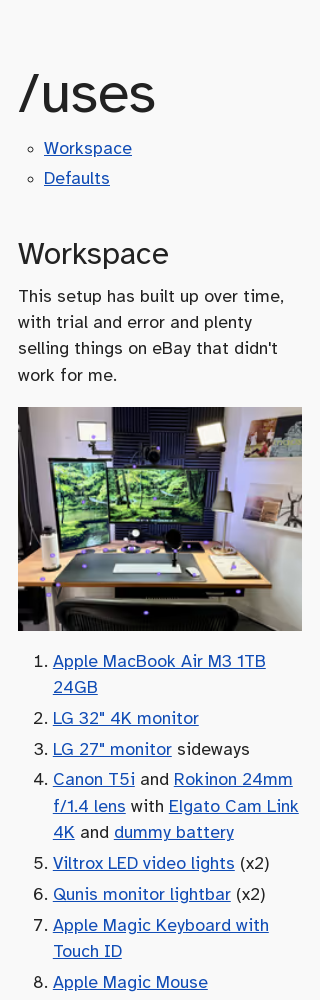 /uses
Workspace
Defaults
Workspace
This setup has built up over time,
with trial and error and plenty
selling things on eBay that didn't
work for me.
1. Apple MacBook Air M3 1TB
24GB
2. LG 32" 4K monitor
3. LG 27" monitor sideways
4. Canon T5i and Rokinon 24mm
f/1.4 lens with Elgato Cam Link
4K and dummy battery
5. Viltrox LED video lights (x2)
6. Qunis monitor lightbar (x2)
7. Apple Magic Keyboard with
Touch ID
8. Apple Magic Mouse